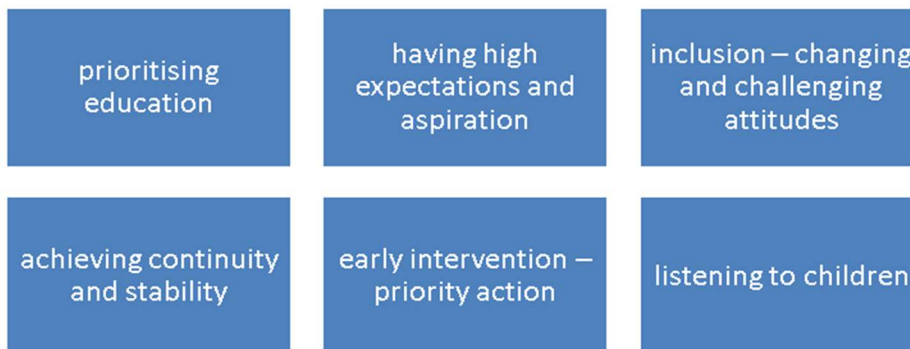 prioritising
education
having high
expectations and
aspiration
inclusion – changing
and challenging
attitudes
achieving continuity
and stability
early intervention –
priority action
listening to children